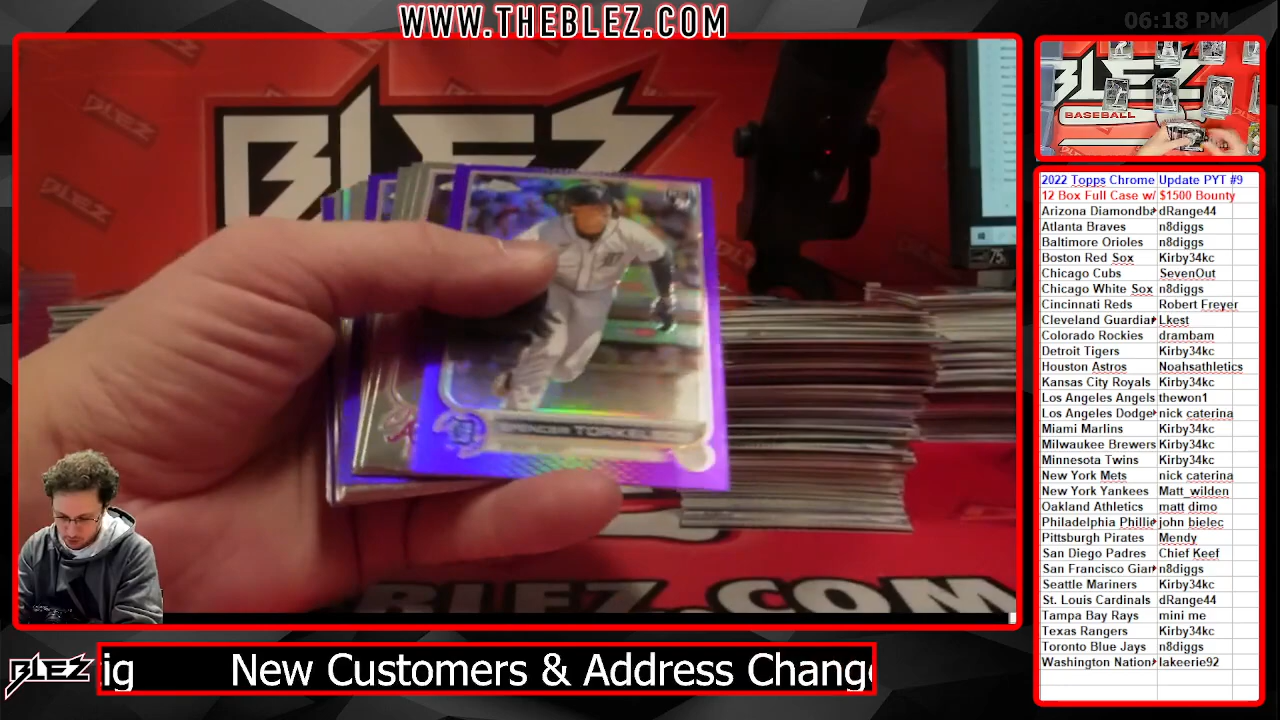 WWW.THEBLEZ.COM
06:18 PM
BLEZ
BLEZ
BLEZ
75
BLEZ
BASEBALL
2022 Topps Chrome Update PYT #9
12 Box Full Case w/ $1500 Bounty
Arizona Diamondba dRange44
Atlanta Braves n8diggs
Baltimore Orioles n8diggs
Boston Red Sox Kirby34kc
Chicago Cubs SevenOut
Chicago White Sox n8diggs
Cincinnati Reds Robert Freyer
Cleveland Guardia Lkest
Colorado Rockies drambam
Detroit Tigers Kirby34kc
Houston Astros Noahsathletics
Kansas City Royals Kirby34kc
Los Angeles Angels thewon1
Los Angeles Dodge nick caterina
Miami Marlins Kirby34kc
Milwaukee Brewers Kirby34kc
Minnesota Twins Kirby34kc
New York Mets nick caterina
New York Yankees Matt_wilden
Oakland Athletics matt dimo
Philadelphia Phillie john bielec
Pittsburgh Pirates Mendy
San Diego Padres Chief Keef
San Francisco Gian n8diggs
Seattle Mariners Kirby34kc
St. Louis Cardinals dRange44
Tampa Bay Rays mini me
Texas Rangers Kirby34kc
Toronto Blue Jays n8diggs
Washington Nation lakeerie92
BLEZ.COM
BLEZ
ig New Customers & Address Change